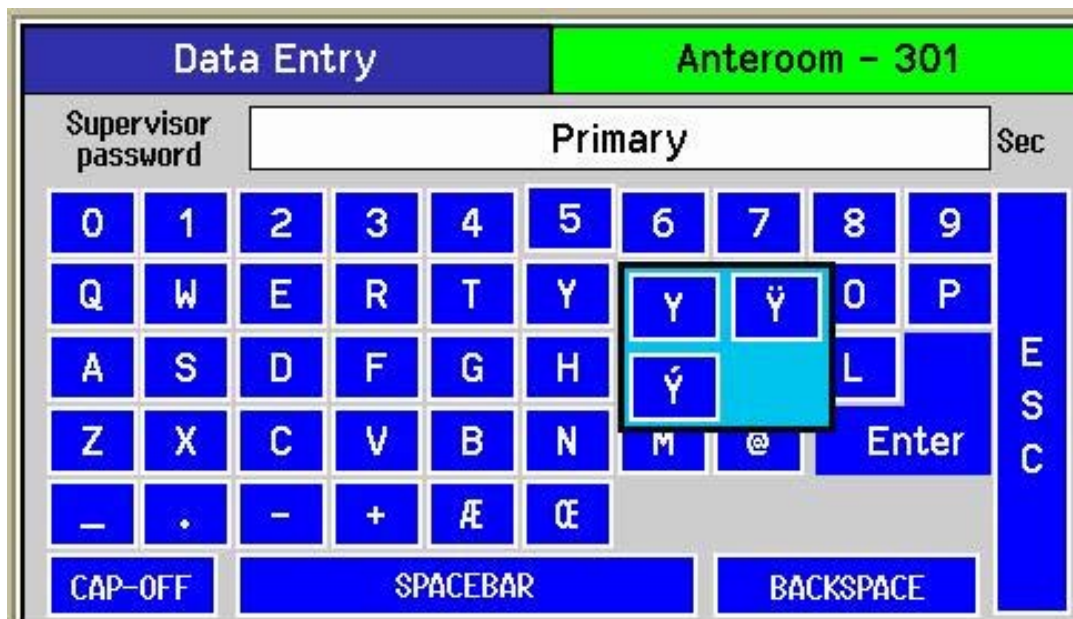 Data Entry Anteroom - 301
Supervisor password Primary Sec
0 1 2 3 4 5 6 7 8 9
Q W E R T Y Y Ÿ O P
A S D F G H Ý L
Z X C V B N M @ Enter
_ . - + Æ Œ
CAP-OFF SPACEBAR BACKSPACE
ESC